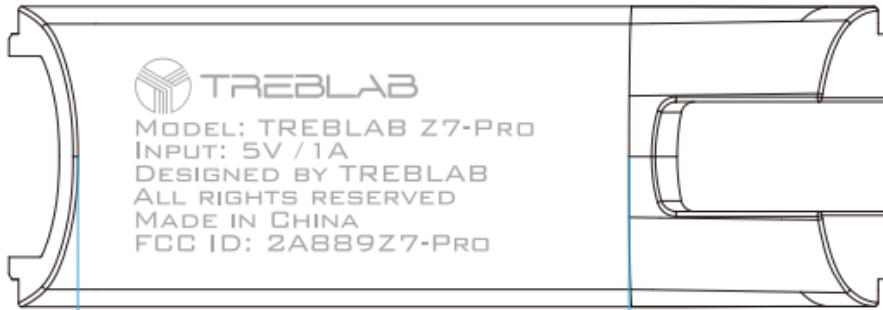 TREBLAB
MODEL: TREBLAB Z7-PRO
INPUT: 5V / 1A
DESIGNED BY TREBLAB
ALL RIGHTS RESERVED
MADE IN CHINA
FCC ID: 2A889Z7-PRO